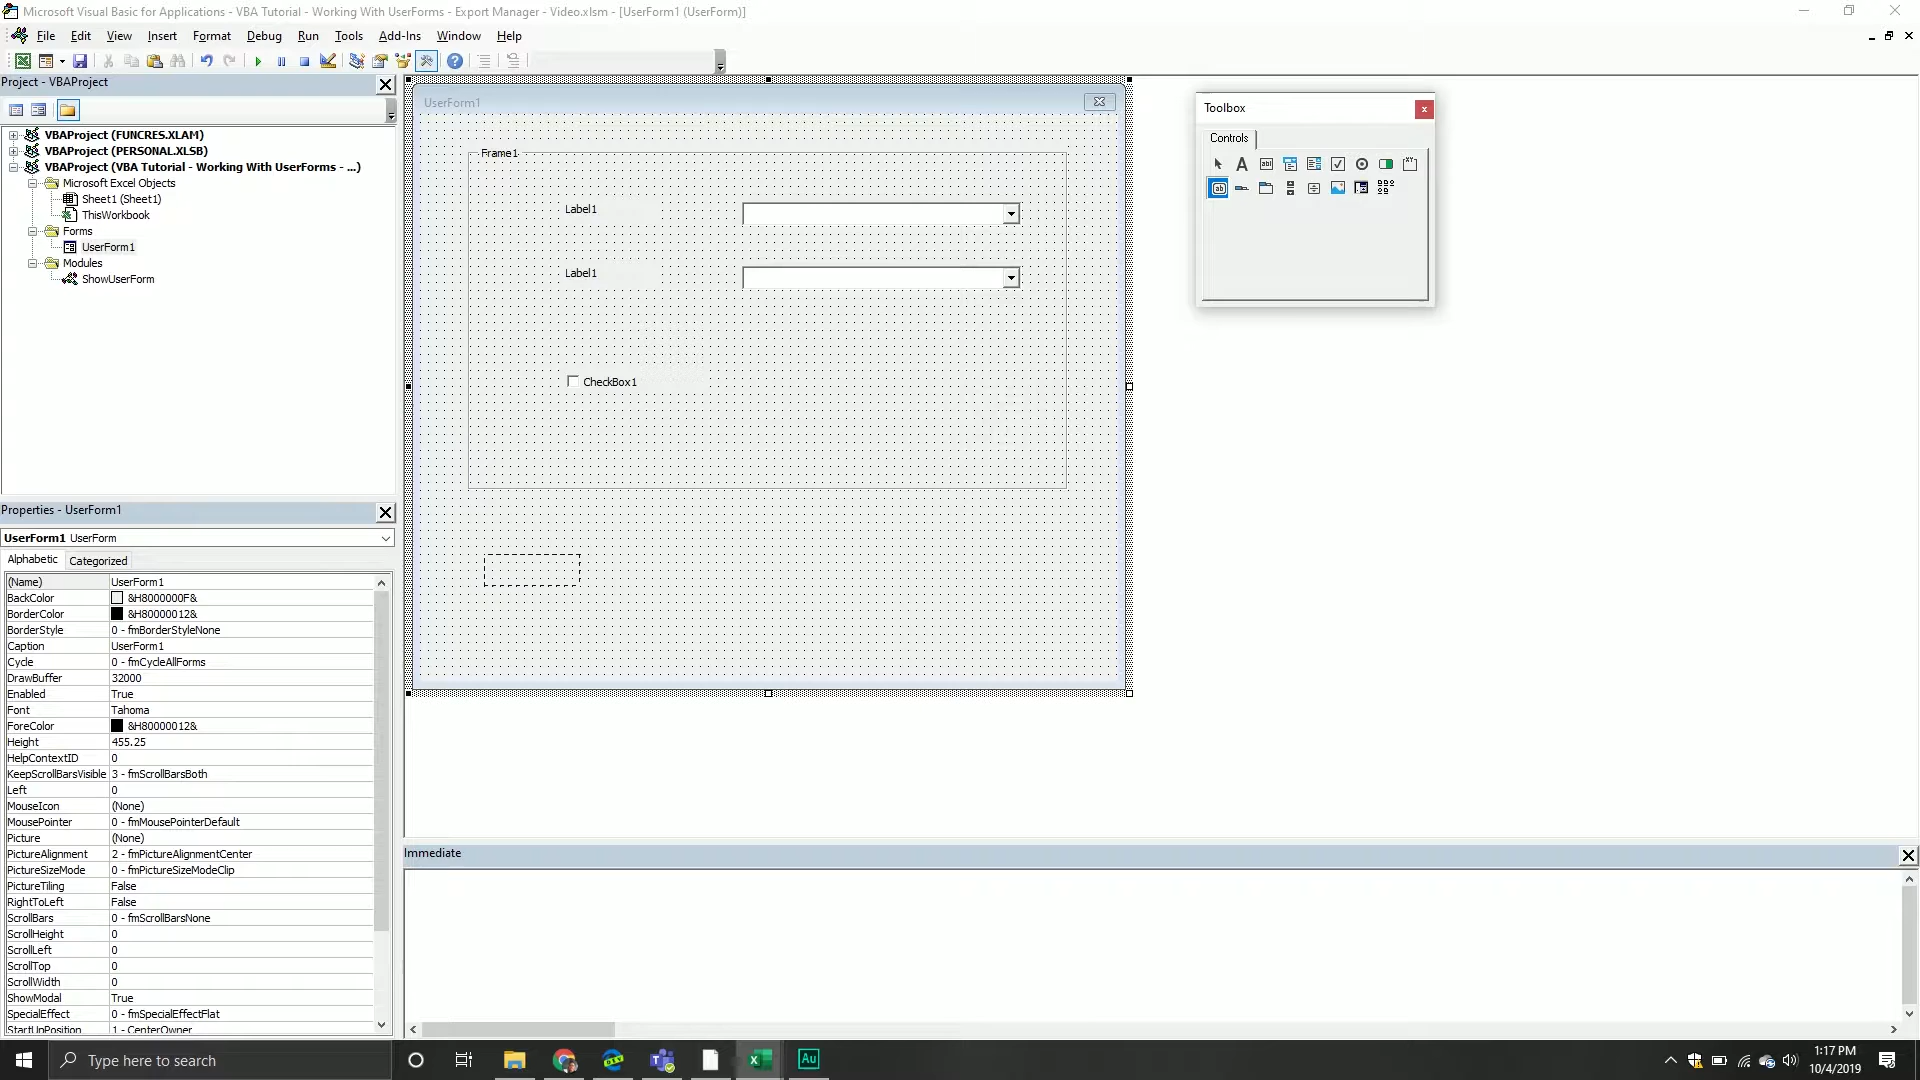 Microsoft Visual Basic for Applications - VBA Tutorial - Working With UserForms - Export Manager - Video.xlsm - [UserForm1 (UserForm)]
File Edit View Insert Format Debug Run Tools Add-Ins Window Help
Project - VBAProject
VBAProject (FUNCRES.XLAM)
VBAProject (PERSONAL.XLSB)
VBAProject (VBA Tutorial - Working With UserForms - ...)
Microsoft Excel Objects
Sheet1 (Sheet1)
ThisWorkbook
Forms
UserForm1
Modules
ShowUserForm
Properties - UserForm1
UserForm1 UserForm
Alphabetic Categorized
(Name) UserForm1
BackColor &H8000000F&
BorderColor &H80000012&
BorderStyle 0 - fmBorderStyleNone
Caption UserForm1
Cycle 0 - fmCycleAllForms
DrawBuffer 32000
Enabled True
Font Tahoma
ForeColor &H80000012&
Height 455.25
HelpContextID 0
KeepScrollBarsVisible 3 - fmScrollBarsBoth
Left 0
MouseIcon (None)
MousePointer 0 - fmMousePointerDefault
Picture (None)
PictureAlignment 2 - fmPictureAlignmentCenter
PictureSizeMode 0 - fmPictureSizeModeClip
PictureTiling False
RightToLeft False
ScrollBars 0 - fmScrollBarsNone
ScrollHeight 0
ScrollLeft 0
ScrollTop 0
ScrollWidth 0
ShowModal True
SpecialEffect 0 - fmSpecialEffectFlat
StartUpPosition 1 - CenterOwner
UserForm1
Frame1
Label1
Label1
CheckBox1
Toolbox
Controls
Immediate
Type here to search
1:17 PM
10/4/2019